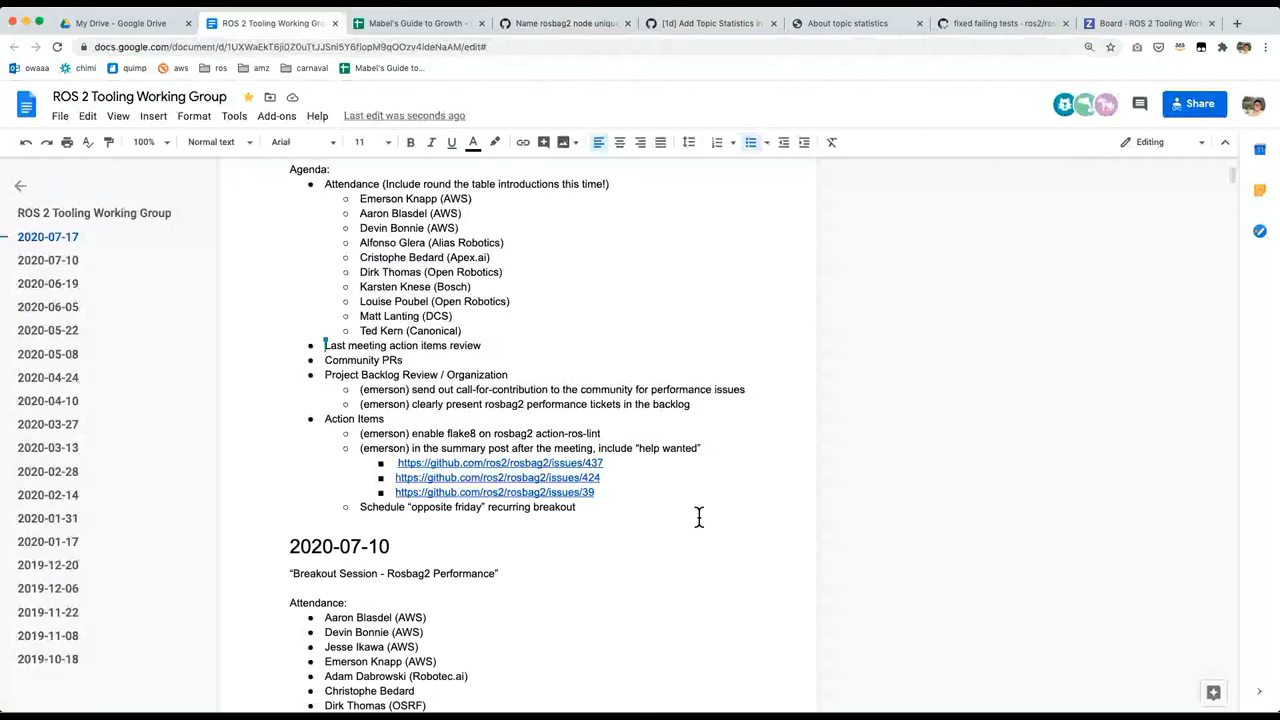 My Drive - Google Drive
ROS 2 Tooling Working Gro
Mabel's Guide to Growth -
Name rosbag2 node unique
[1d] Add Topic Statistics in
About topic statistics
fixed failing tests · ros2/ros
Board - ROS 2 Tooling Wor
docs.google.com/document/d/1UXWaEkT6jl0Z0uTtJJSni5Y6fiopM9qOOzv4ldeNaAM/edit#
owaaa
chimi
quimp
aws
ros
amz
carnaval
Mabel's Guide to...
ROS 2 Tooling Working Group
File Edit View Insert Format Tools Add-ons Help Last edit was seconds ago
Share
100% Normal text Arial 11 B I U A Editing
ROS 2 Tooling Working Group
2020-07-17
2020-07-10
2020-06-19
2020-06-05
2020-05-22
2020-05-08
2020-04-24
2020-04-10
2020-03-27
2020-03-13
2020-02-28
2020-02-14
2020-01-31
2020-01-17
2019-12-20
2019-12-06
2019-11-22
2019-11-08
2019-10-18
Agenda:
Attendance (Include round the table introductions this time!)
Emerson Knapp (AWS)
Aaron Blasdel (AWS)
Devin Bonnie (AWS)
Alfonso Glera (Alias Robotics)
Cristophe Bedard (Apex.ai)
Dirk Thomas (Open Robotics)
Karsten Knese (Bosch)
Louise Poubel (Open Robotics)
Matt Lanting (DCS)
Ted Kern (Canonical)
Last meeting action items review
Community PRs
Project Backlog Review / Organization
(emerson) send out call-for-contribution to the community for performance issues
(emerson) clearly present rosbag2 performance tickets in the backlog
Action Items
(emerson) enable flake8 on rosbag2 action-ros-lint
(emerson) in the summary post after the meeting, include “help wanted”
https://github.com/ros2/rosbag2/issues/437
https://github.com/ros2/rosbag2/issues/424
https://github.com/ros2/rosbag2/issues/39
Schedule “opposite friday” recurring breakout
2020-07-10
“Breakout Session - Rosbag2 Performance”
Attendance:
Aaron Blasdel (AWS)
Devin Bonnie (AWS)
Jesse Ikawa (AWS)
Emerson Knapp (AWS)
Adam Dabrowski (Robotec.ai)
Christophe Bedard
Dirk Thomas (OSRF)